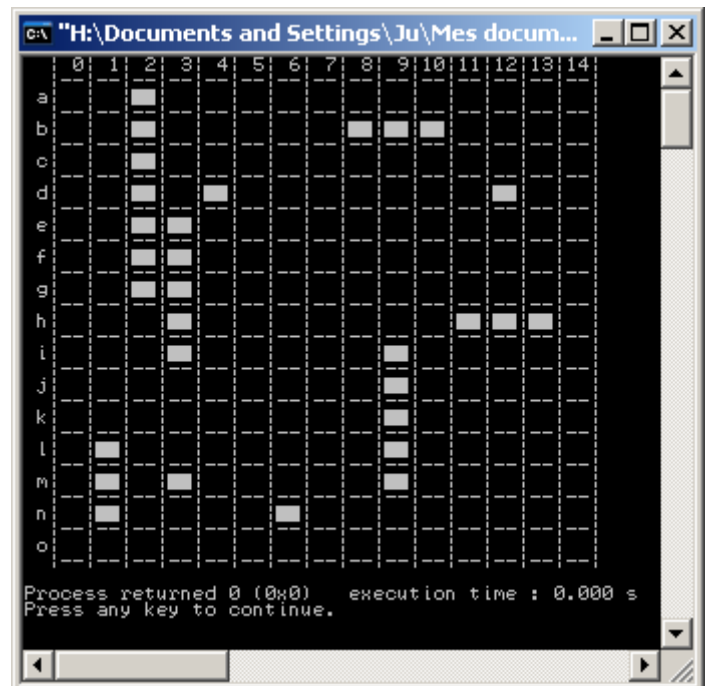 "H:\Documents and Settings\Ju\Mes docum...
0 1 2 3 4 5 6 7 8 9 10 11 12 13 14
a
b
c
d
e
f
g
h
i
j
k
l
m
n
o
Process returned 0 (0x0)   execution time : 0.000 s
Press any key to continue.